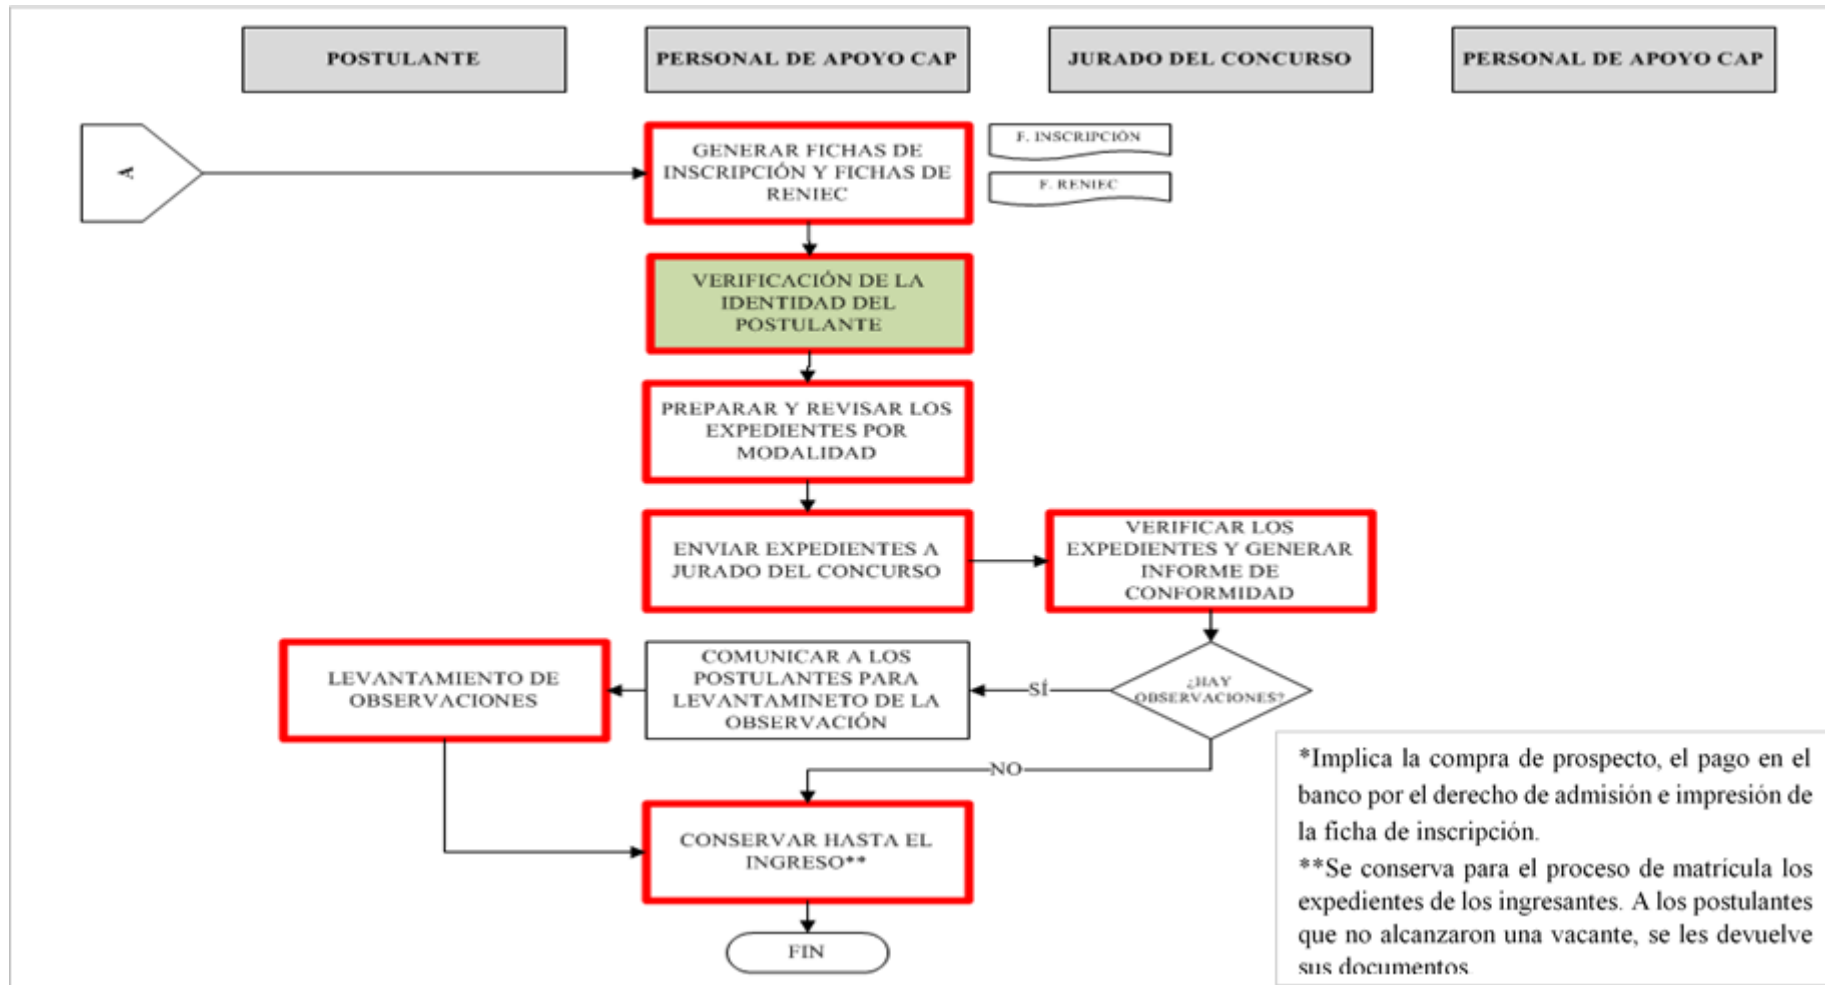 POSTULANTE
PERSONAL DE APOYO CAP
JURADO DEL CONCURSO
PERSONAL DE APOYO CAP
A
GENERAR FICHAS DE
INSCRIPCIÓN Y FICHAS DE
RENIEC
F. INSCRIPCIÓN
F. RENIEC
VERIFICACIÓN DE LA
IDENTIDAD DEL
POSTULANTE
PREPARAR Y REVISAR LOS
EXPEDIENTES POR
MODALIDAD
ENVIAR EXPEDIENTES A
JURADO DEL CONCURSO
VERIFICAR LOS
EXPEDIENTES Y GENERAR
INFORME DE
CONFORMIDAD
LEVANTAMIENTO DE
OBSERVACIONES
COMUNICAR A LOS
POSTULANTES PARA
LEVANTAMINETO DE LA
OBSERVACIÓN
SÍ
¿HAY
OBSERVACIONES?
NO
CONSERVAR HASTA EL
INGRESO**
FIN
*Implica la compra de prospecto, el pago en el
banco por el derecho de admisión e impresión de
la ficha de inscripción.
**Se conserva para el proceso de matrícula los
expedientes de los ingresantes. A los postulantes
que no alcanzaron una vacante, se les devuelve
sus documentos.